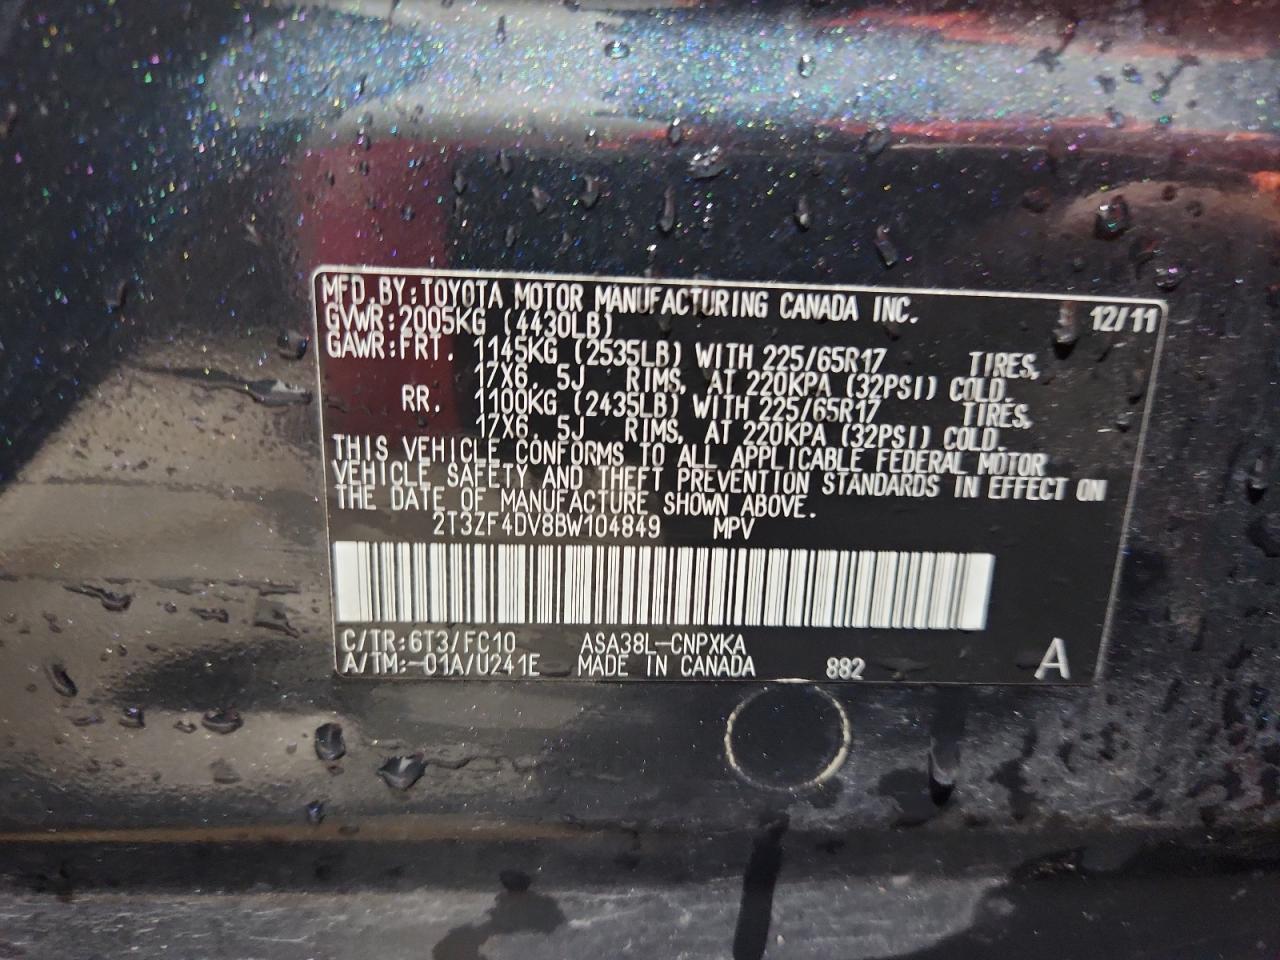 MFD. BY: TOYOTA MOTOR MANUFACTURING CANADA INC. 12/11
GVWR: 2005KG (4430LB)
GAWR: FRT. 1145KG (2535LB) WITH 225/65R17 TIRES,
17X6. 5J RIMS, AT 220KPA (32PSI) COLD.
RR. 1100KG (2435LB) WITH 225/65R17 TIRES,
17X6. 5J RIMS, AT 220KPA (32PSI) COLD.
THIS VEHICLE CONFORMS TO ALL APPLICABLE FEDERAL MOTOR
VEHICLE SAFETY AND THEFT PREVENTION STANDARDS IN EFFECT ON
THE DATE OF MANUFACTURE SHOWN ABOVE.
2T3ZF4DV8BW104849 MPV
C/TR: 6T3/FC10 ASA38L-CNPXKA
A/TM: -01A/U241E MADE IN CANADA 882 A